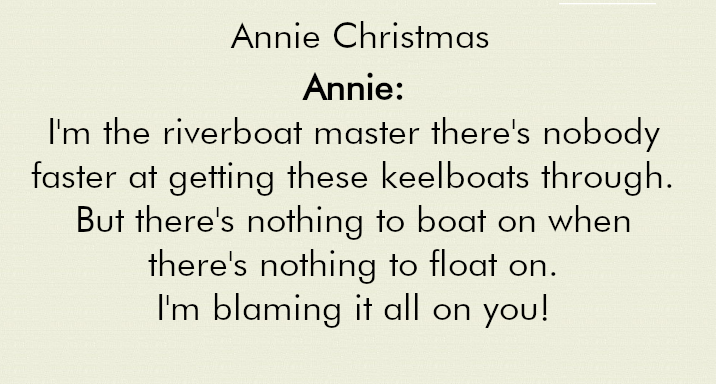 Annie Christmas
Annie:
I'm the riverboat master there's nobody
faster at getting these keelboats through.
But there's nothing to boat on when
there's nothing to float on.
I'm blaming it all on you!